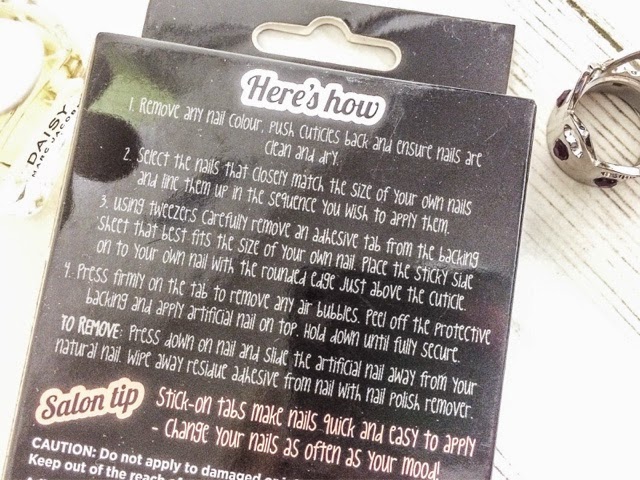 Here's how
1. Remove any nail colour, push cuticles back and ensure nails are
clean and dry.
2. Select the nails that closely match the size of your own nails
and line them up in the sequence you wish to apply them.
3. Using tweezers carefully remove an adhesive tab from the backing
sheet that best fits the size of your own nail. Place the sticky side
on to your own nail with the rounded edge just above the cuticle.
4. Press firmly on the tab to remove any air bubbles. Peel off the protective
backing and apply artificial nail on top. Hold down until fully secure.
TO REMOVE: Press down on nail and slide the artificial nail away from your
natural nail. Wipe away residue adhesive from nail with nail polish remover.
Salon tip
Stick-on tabs make nails quick and easy to apply
- Change your nails as often as your mood!
CAUTION: Do not apply to damaged or
Keep out of the reach of
DAISY
MARC JACOBS